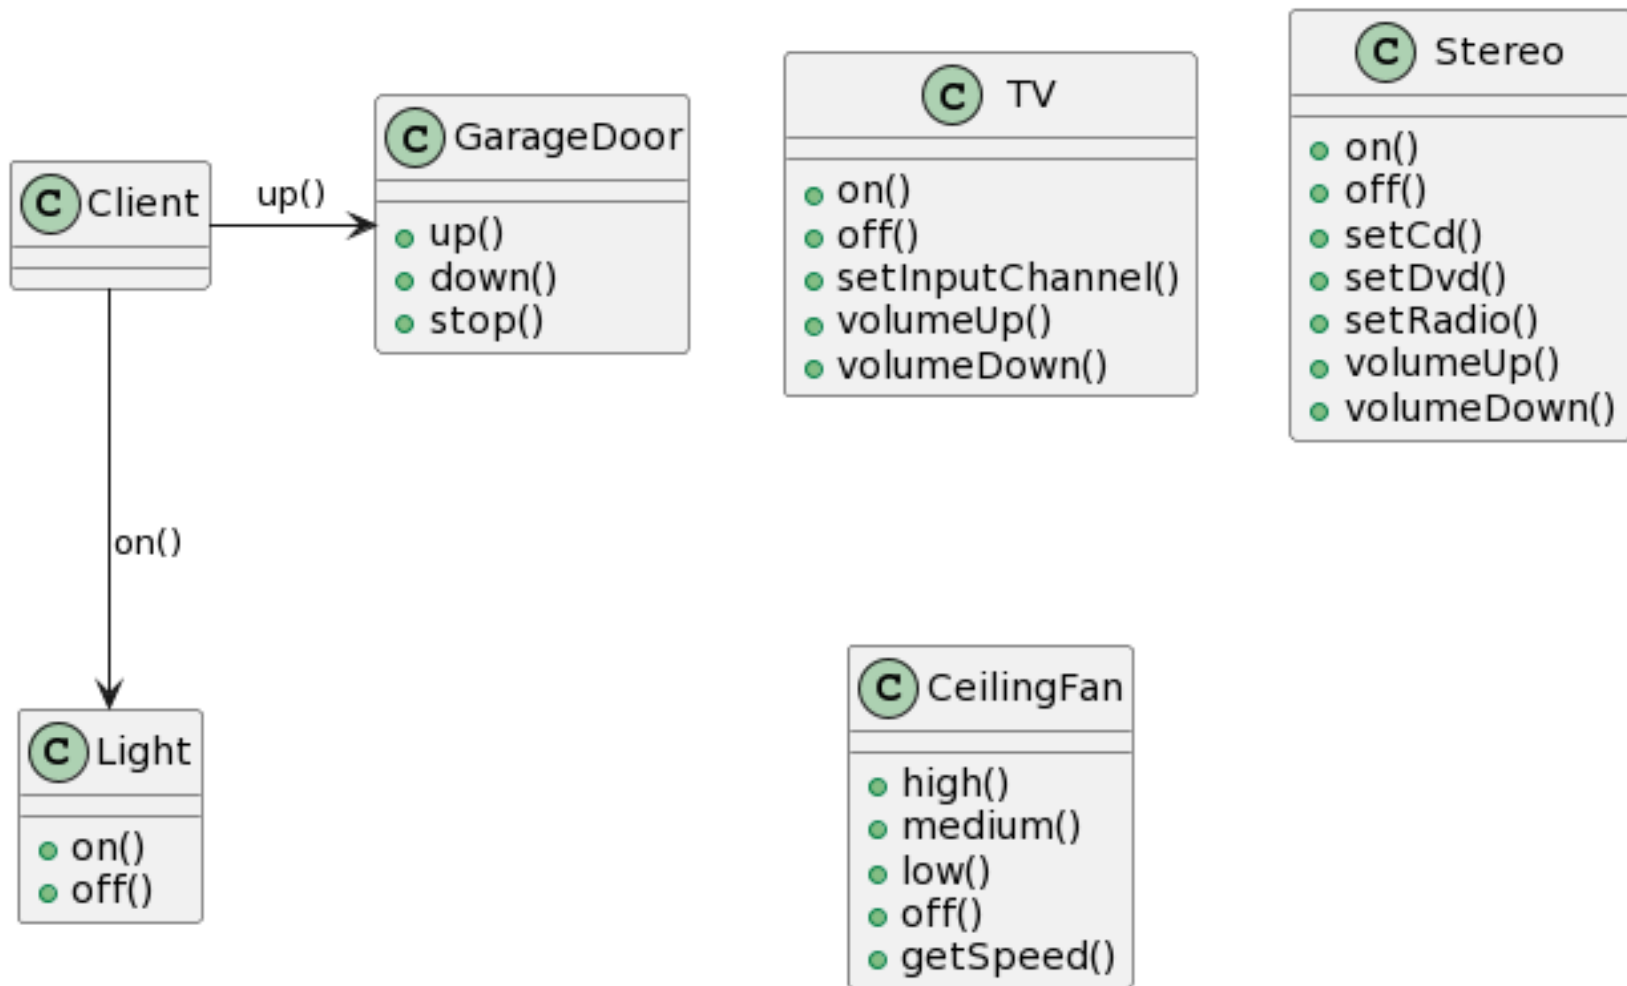 C Client
up()
on()
C GarageDoor
up()
down()
stop()
C TV
on()
off()
setInputChannel()
volumeUp()
volumeDown()
C Stereo
on()
off()
setCd()
setDvd()
setRadio()
volumeUp()
volumeDown()
C Light
on()
off()
C CeilingFan
high()
medium()
low()
off()
getSpeed()